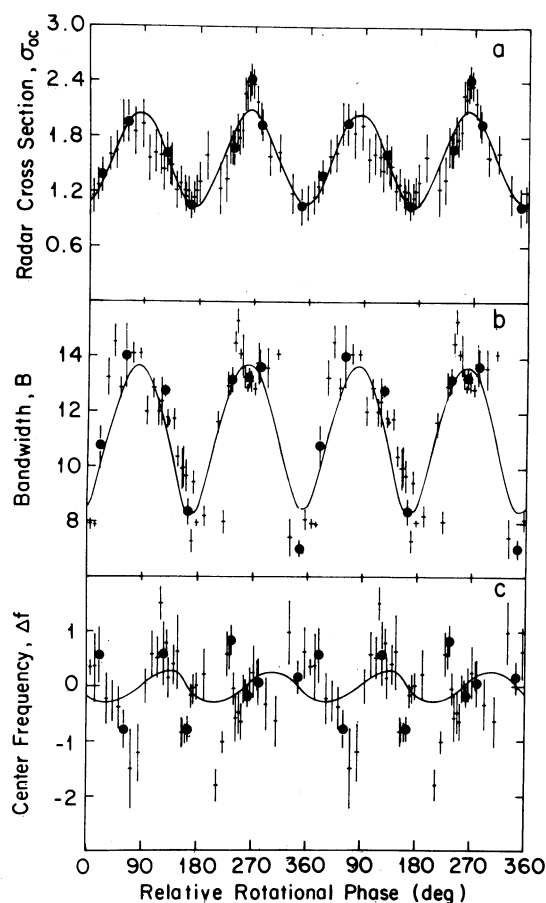 a
3.0
2.4
1.8
1.2
0.6
Radar Cross Section, σoc
b
14
12
10
8
Bandwidth, B
c
1
0
-1
-2
Center Frequency, Δf
0 90 180 270 360 90 180 270 360
Relative Rotational Phase (deg)